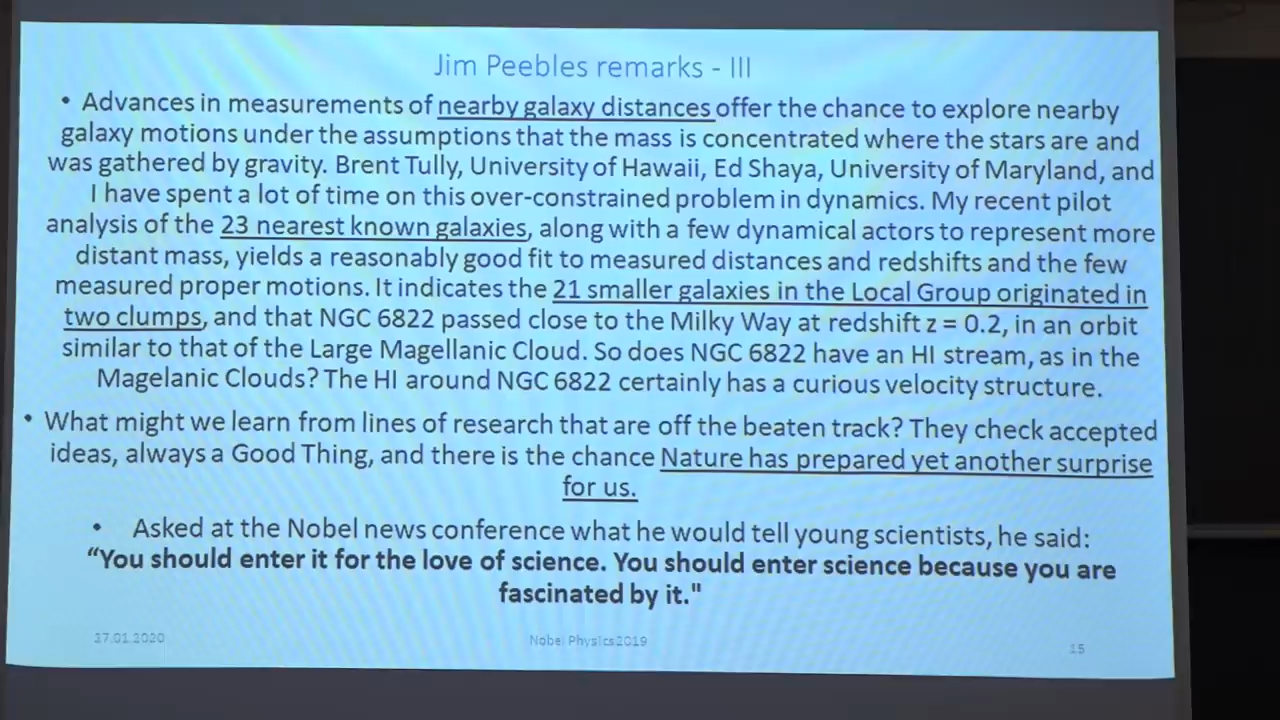 Jim Peebles remarks - III
• Advances in measurements of nearby galaxy distances offer the chance to explore nearby
galaxy motions under the assumptions that the mass is concentrated where the stars are and
was gathered by gravity. Brent Tully, University of Hawaii, Ed Shaya, University of Maryland, and
I have spent a lot of time on this over-constrained problem in dynamics. My recent pilot
analysis of the 23 nearest known galaxies, along with a few dynamical actors to represent more
distant mass, yields a reasonably good fit to measured distances and redshifts and the few
measured proper motions. It indicates the 21 smaller galaxies in the Local Group originated in
two clumps, and that NGC 6822 passed close to the Milky Way at redshift z = 0.2, in an orbit
similar to that of the Large Magellanic Cloud. So does NGC 6822 have an HI stream, as in the
Magelanic Clouds? The HI around NGC 6822 certainly has a curious velocity structure.
• What might we learn from lines of research that are off the beaten track? They check accepted
ideas, always a Good Thing, and there is the chance Nature has prepared yet another surprise
for us.
• Asked at the Nobel news conference what he would tell young scientists, he said:
“You should enter it for the love of science. You should enter science because you are
fascinated by it."
27.01.2020 Nobel Physics2019 15